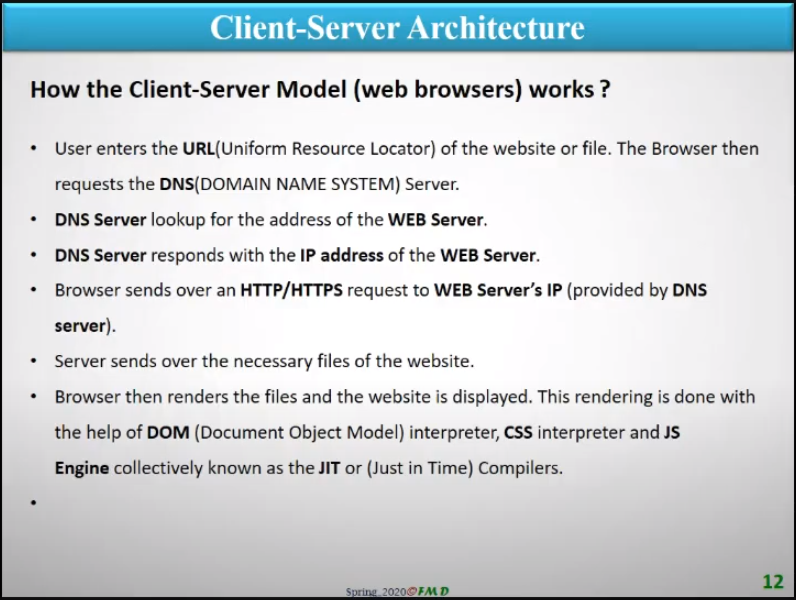 Client-Server Architecture
How the Client-Server Model (web browsers) works ?
• User enters the URL(Uniform Resource Locator) of the website or file. The Browser then
requests the DNS(DOMAIN NAME SYSTEM) Server.
• DNS Server lookup for the address of the WEB Server.
• DNS Server responds with the IP address of the WEB Server.
• Browser sends over an HTTP/HTTPS request to WEB Server’s IP (provided by DNS
server).
• Server sends over the necessary files of the website.
• Browser then renders the files and the website is displayed. This rendering is done with
the help of DOM (Document Object Model) interpreter, CSS interpreter and JS
Engine collectively known as the JIT or (Just in Time) Compilers.
•
Spring_2020©FMD
12